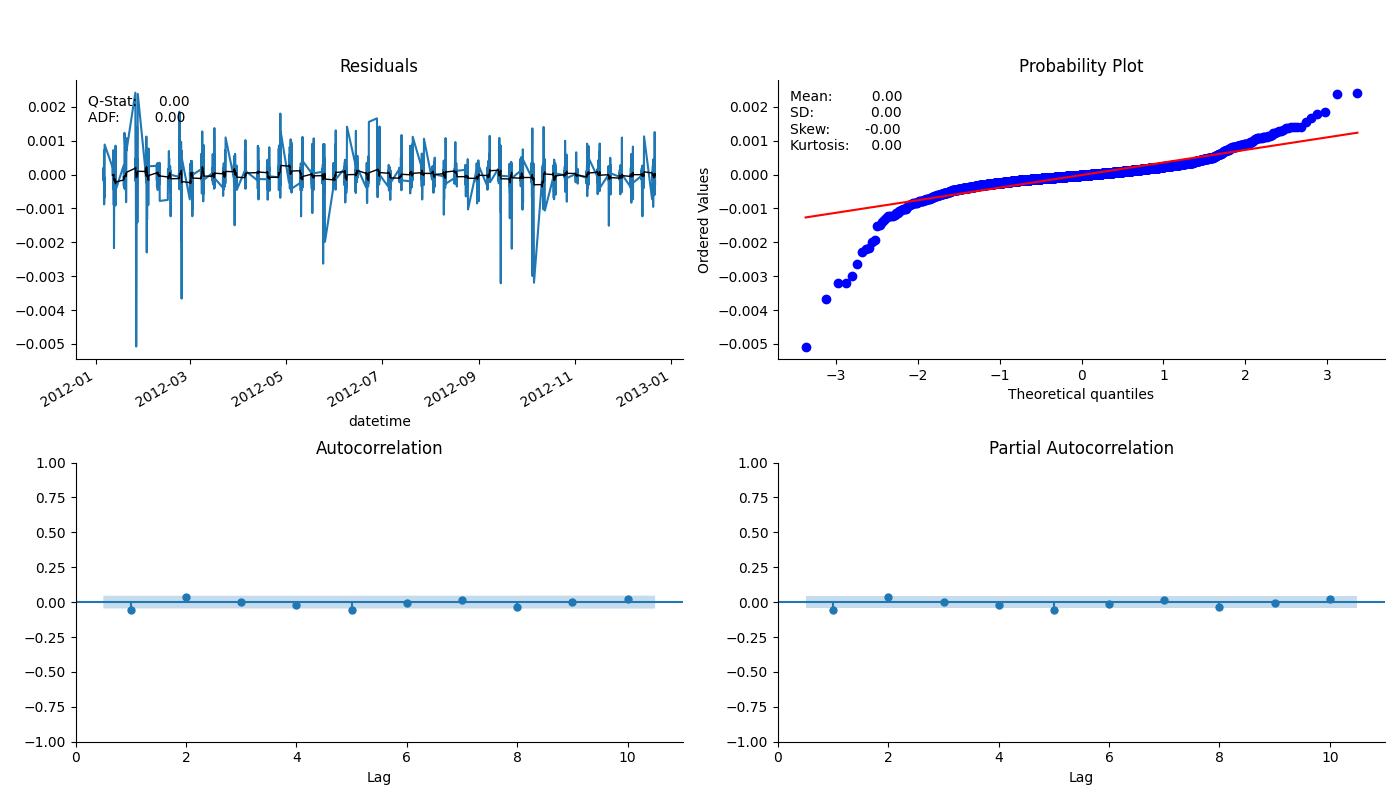 Residuals
Q-Stat: 0.00
ADF: 0.00
0.002
0.001
0.000
−0.001
−0.002
−0.003
−0.004
−0.005
2012-01
2012-03
2012-05
2012-07
2012-09
2012-11
2013-01
datetime
Probability Plot
Mean: 0.00
SD: 0.00
Skew: -0.00
Kurtosis: 0.00
Ordered Values
0.002
0.001
0.000
−0.001
−0.002
−0.003
−0.004
−0.005
−3 −2 −1 0 1 2 3
Theoretical quantiles
Autocorrelation
1.00
0.75
0.50
0.25
0.00
−0.25
−0.50
−0.75
−1.00
0 2 4 6 8 10
Lag
Partial Autocorrelation
1.00
0.75
0.50
0.25
0.00
−0.25
−0.50
−0.75
−1.00
0 2 4 6 8 10
Lag